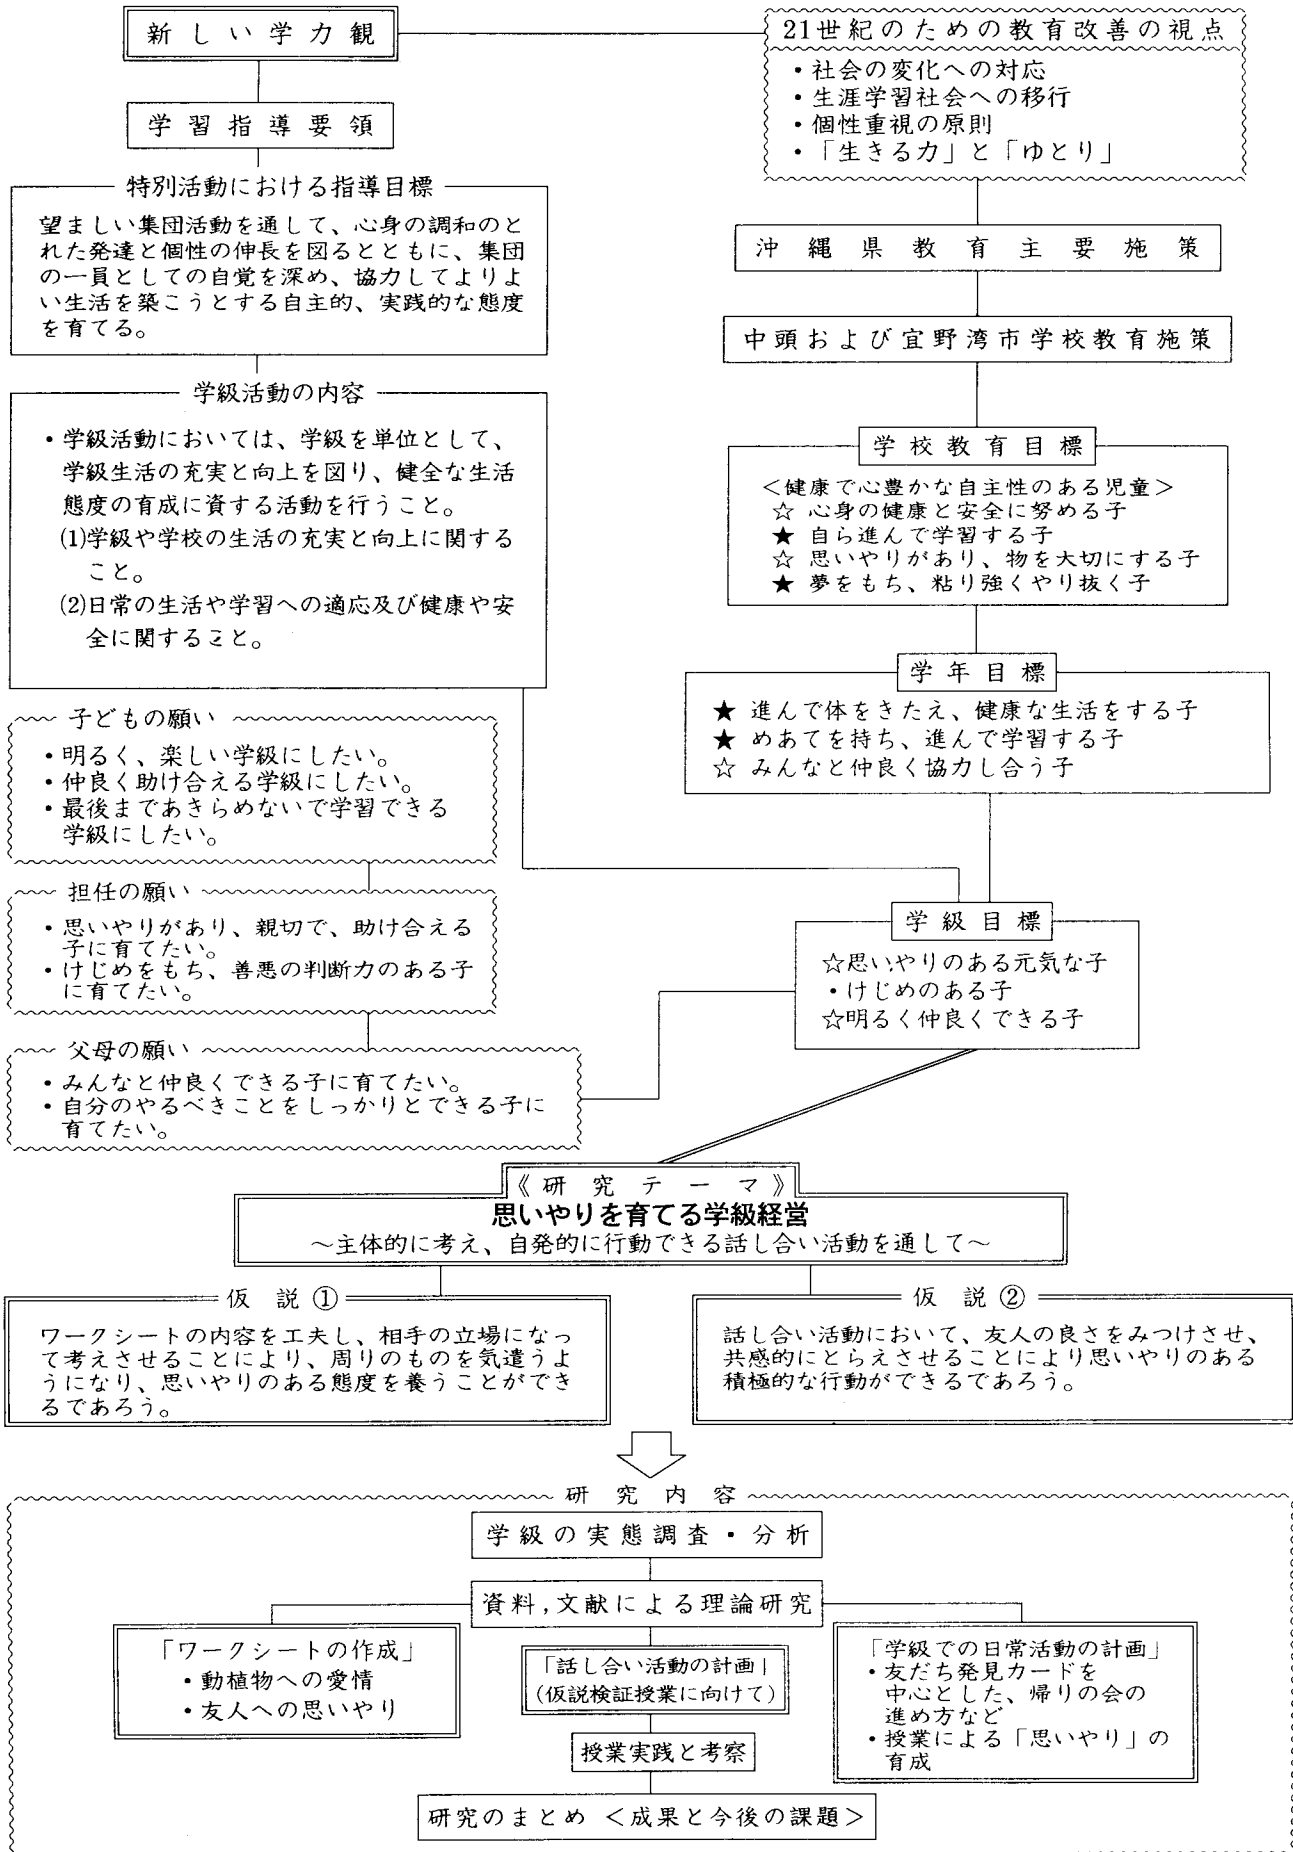 新しい学力観
21世紀のための教育改善の視点
・社会の変化への対応
・生涯学習社会への移行
・個性重視の原則
・「生きる力」と「ゆとり」
学習指導要領
特別活動における指導目標
望ましい集団活動を通して、心身の調和のと
れた発達と個性の伸長を図るとともに、集団
の一員としての自覚を深め、協力してよりよ
い生活を築こうとする自主的、実践的な態度
を育てる。
沖縄県教育主要施策
中頭および宜野湾市学校教育施策
学級活動の内容
・学級活動においては、学級を単位として、
学級生活の充実と向上を図り、健全な生活
態度の育成に資する活動を行うこと。
(1)学級や学校の生活の充実と向上に関する
こと。
(2)日常の生活や学習への適応及び健康や安
全に関すること。
学校教育目標
＜健康で心豊かな自主性のある児童＞
☆ 心身の健康と安全に努める子
★ 自ら進んで学習する子
☆ 思いやりがあり、物を大切にする子
★ 夢をもち、粘り強くやり抜く子
学年目標
★ 進んで体をきたえ、健康な生活をする子
★ めあてを持ち、進んで学習する子
☆ みんなと仲良く協力し合う子
子どもの願い
・明るく、楽しい学級にしたい。
・仲良く助け合える学級にしたい。
・最後まであきらめないで学習できる
学級にしたい。
担任の願い
・思いやりがあり、親切で、助け合える
子に育てたい。
・けじめをもち、善悪の判断力のある子
に育てたい。
学級目標
☆思いやりのある元気な子
・けじめのある子
☆明るく仲良くできる子
父母の願い
・みんなと仲良くできる子に育てたい。
・自分のやるべきことをしっかりとできる子に
育てたい。
《研究テーマ》
思いやりを育てる学級経営
～主体的に考え、自発的に行動できる話し合い活動を通して～
仮説①
ワークシートの内容を工夫し、相手の立場になっ
て考えさせることにより、周りのものを気遣うよ
うになり、思いやりのある態度を養うことができ
るであろう。
仮説②
話し合い活動において、友人の良さをみつけさせ、
共感的にとらえさせることにより思いやりのある
積極的な行動ができるであろう。
研究内容
学級の実態調査・分析
資料,文献による理論研究
「ワークシートの作成」
・動植物への愛情
・友人への思いやり
「話し合い活動の計画」
(仮説検証授業に向けて)
「学級での日常活動の計画」
・友だち発見カードを
中心とした、帰りの会の
進め方など
・授業による「思いやり」の
育成
授業実践と考察
研究のまとめ ＜成果と今後の課題＞